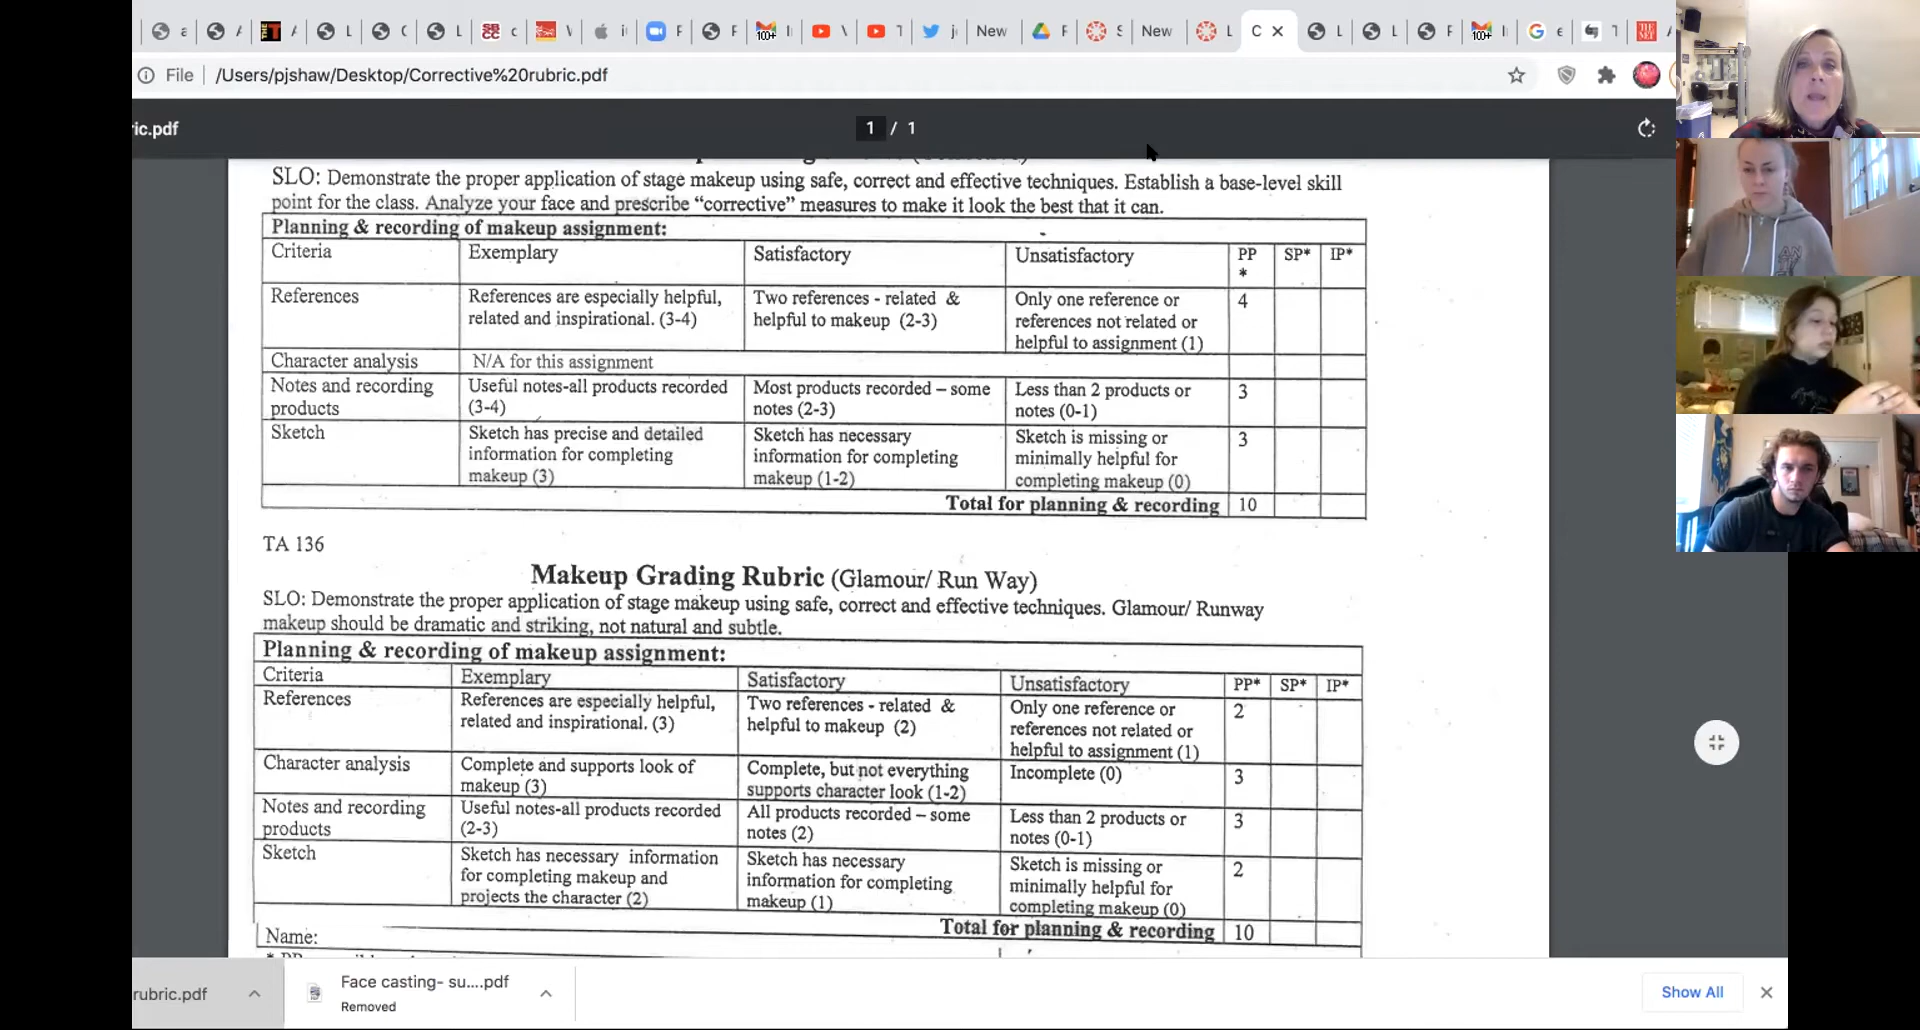 New
New
File
/Users/pjshaw/Desktop/Corrective%20rubric.pdf
ric.pdf
1 / 1
SLO: Demonstrate the proper application of stage makeup using safe, correct and effective techniques. Establish a base-level skill
point for the class. Analyze your face and prescribe “corrective” measures to make it look the best that it can.
Planning & recording of makeup assignment:
Criteria Exemplary Satisfactory Unsatisfactory PP SP* IP*
*
References References are especially helpful, Two references - related & Only one reference or 4
related and inspirational. (3-4) helpful to makeup (2-3) references not related or
helpful to assignment (1)
Character analysis N/A for this assignment
Notes and recording Useful notes-all products recorded Most products recorded – some Less than 2 products or 3
products (3-4) notes (2-3) notes (0-1)
Sketch Sketch has precise and detailed Sketch has necessary Sketch is missing or 3
information for completing information for completing minimally helpful for
makeup (3) makeup (1-2) completing makeup (0)
Total for planning & recording 10
TA 136
Makeup Grading Rubric (Glamour/ Run Way)
SLO: Demonstrate the proper application of stage makeup using safe, correct and effective techniques. Glamour/ Runway
makeup should be dramatic and striking, not natural and subtle.
Planning & recording of makeup assignment:
Criteria Exemplary Satisfactory Unsatisfactory PP* SP* IP*
References References are especially helpful, Two references - related & Only one reference or 2
related and inspirational. (3) helpful to makeup (2) references not related or
helpful to assignment (1)
Character analysis Complete and supports look of Complete, but not everything Incomplete (0) 3
makeup (3) supports character look (1-2)
Notes and recording Useful notes-all products recorded All products recorded – some Less than 2 products or 3
products (2-3) notes (2) notes (0-1)
Sketch Sketch has necessary information Sketch has necessary Sketch is missing or 2
for completing makeup and information for completing minimally helpful for
projects the character (2) makeup (1) completing makeup (0)
Total for planning & recording 10
Name:
rubric.pdf
Face casting- su....pdf
Removed
Show All